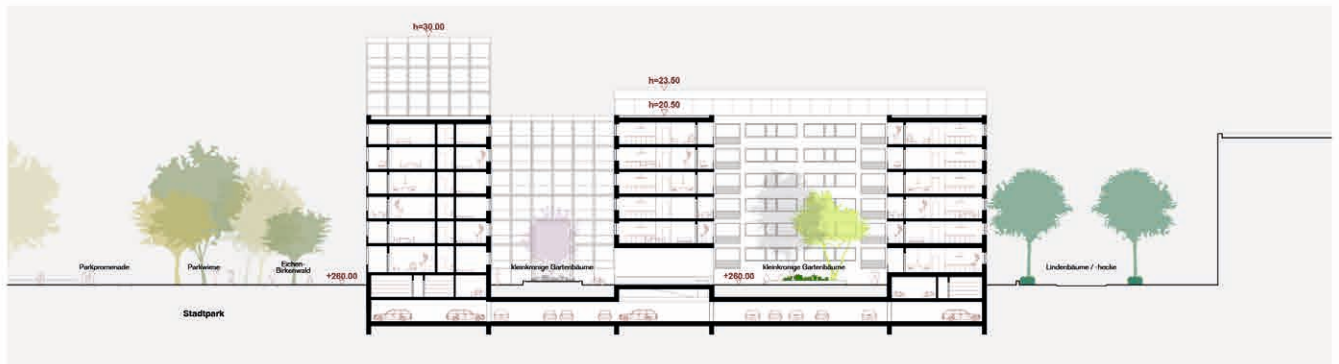 h=30.00
h=23.50
h=20.50
Parkpromenade
Parkwiese
Eichen-
Birkenwald
+260.00
kleinkronige Gartenbäume
+260.00
kleinkronige Gartenbäume
Lindenbäume / -hecke
Stadtpark